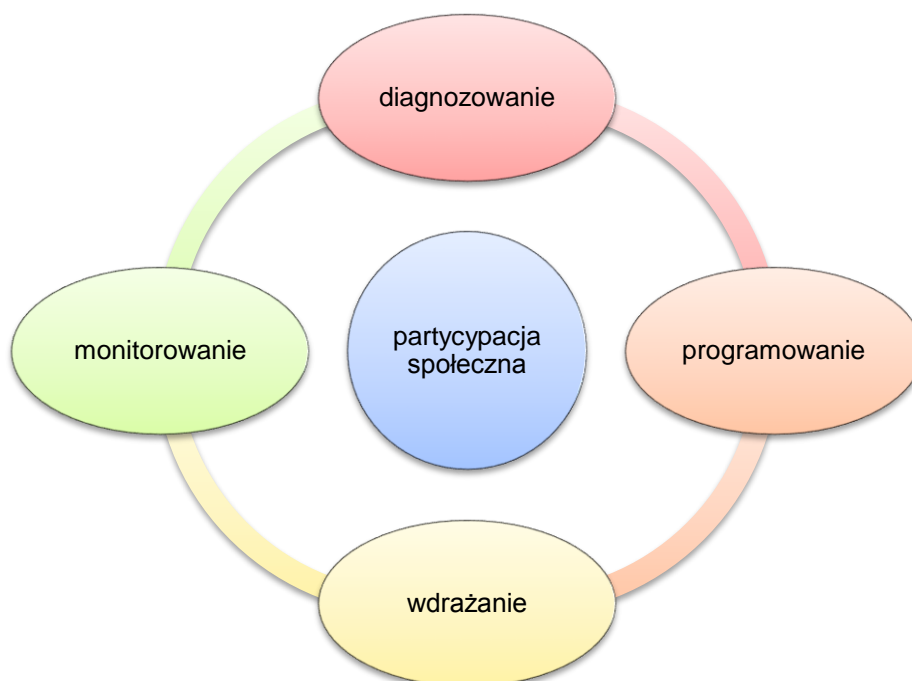 diagnozowanie
monitorowanie
partycypacja
społeczna
programowanie
wdrażanie